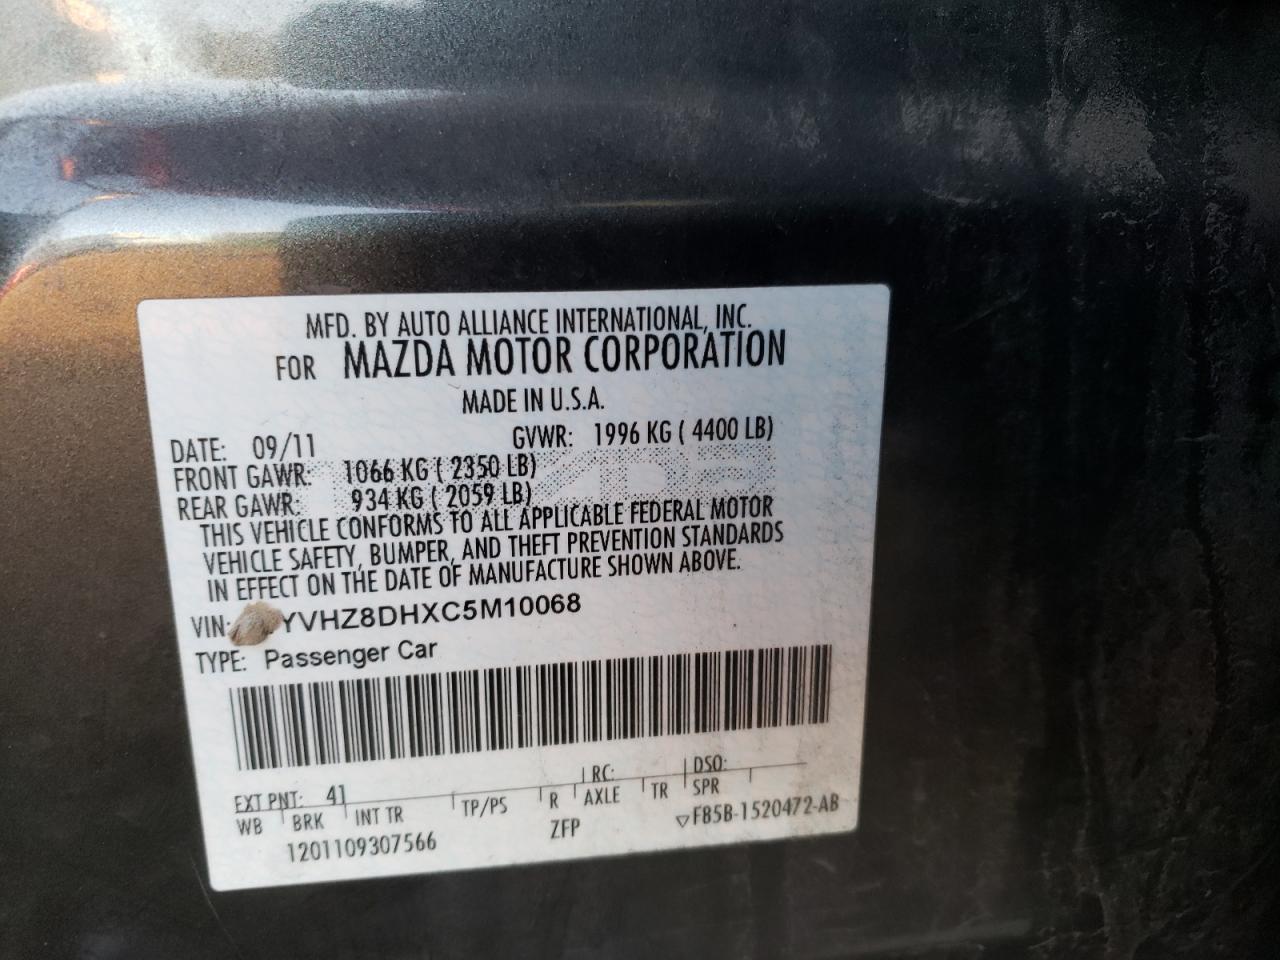 MFD. BY AUTO ALLIANCE INTERNATIONAL, INC.
FOR MAZDA MOTOR CORPORATION
MADE IN U.S.A.
DATE: 09/11 GVWR: 1996 KG ( 4400 LB)
FRONT GAWR: 1066 KG ( 2350 LB)
REAR GAWR: 934 KG ( 2059 LB)
THIS VEHICLE CONFORMS TO ALL APPLICABLE FEDERAL MOTOR
VEHICLE SAFETY, BUMPER, AND THEFT PREVENTION STANDARDS
IN EFFECT ON THE DATE OF MANUFACTURE SHOWN ABOVE.
VIN: YVHZ8DHXC5M10068
TYPE: Passenger Car
EXT PNT: 41 RC: DSO:
WB BRK INT TR TP/PS R AXLE TR SPR
1201109307566 ZFP ▽F85B-1520472-AB